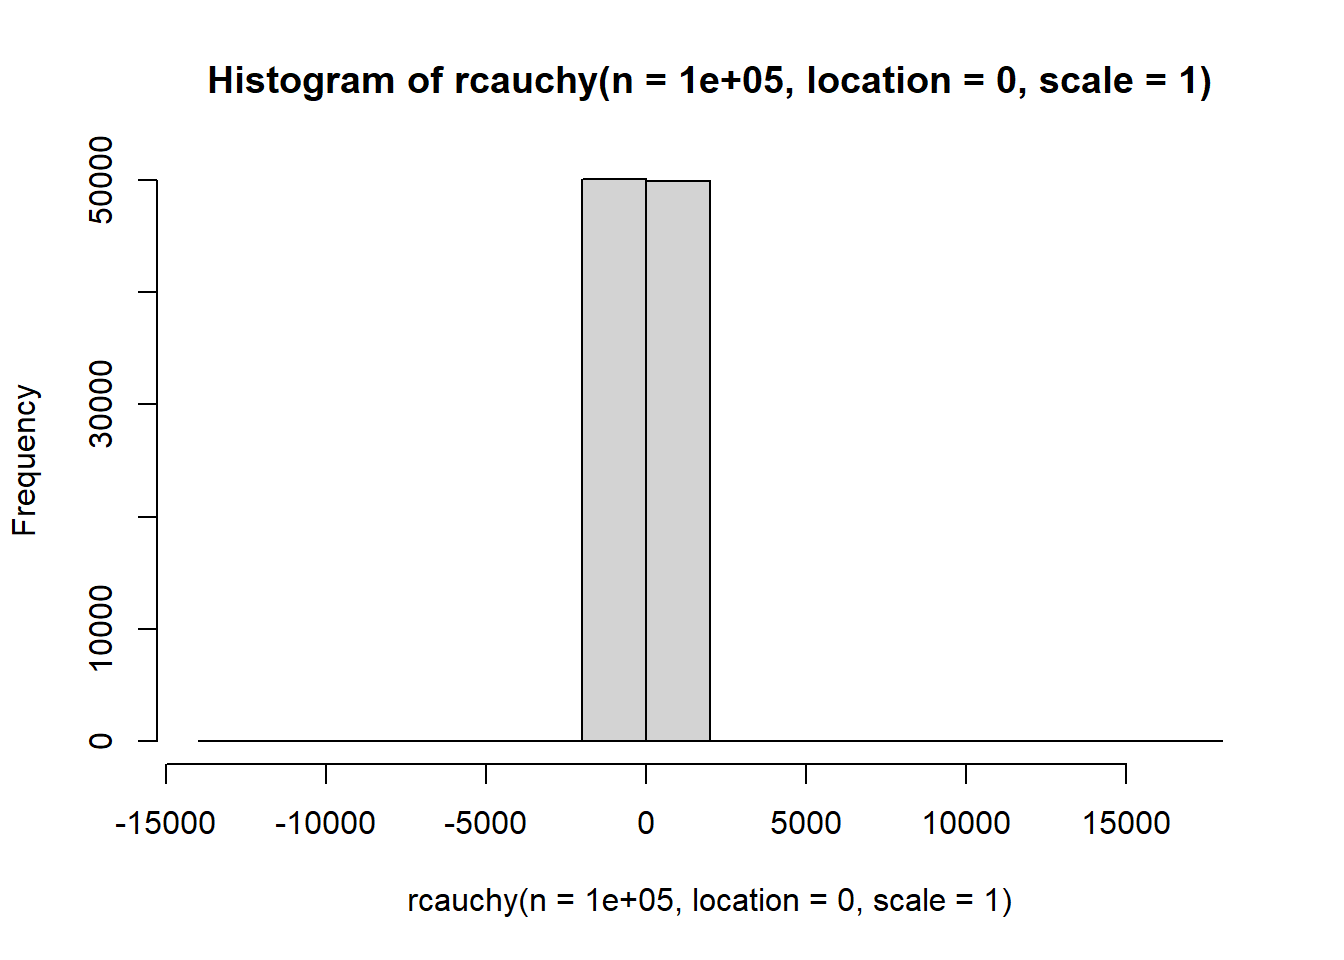 Histogram of rcauchy(n = 1e+05, location = 0, scale = 1)
Frequency
50000
30000
10000
0
-15000 -10000 -5000 0 5000 10000 15000
rcauchy(n = 1e+05, location = 0, scale = 1)